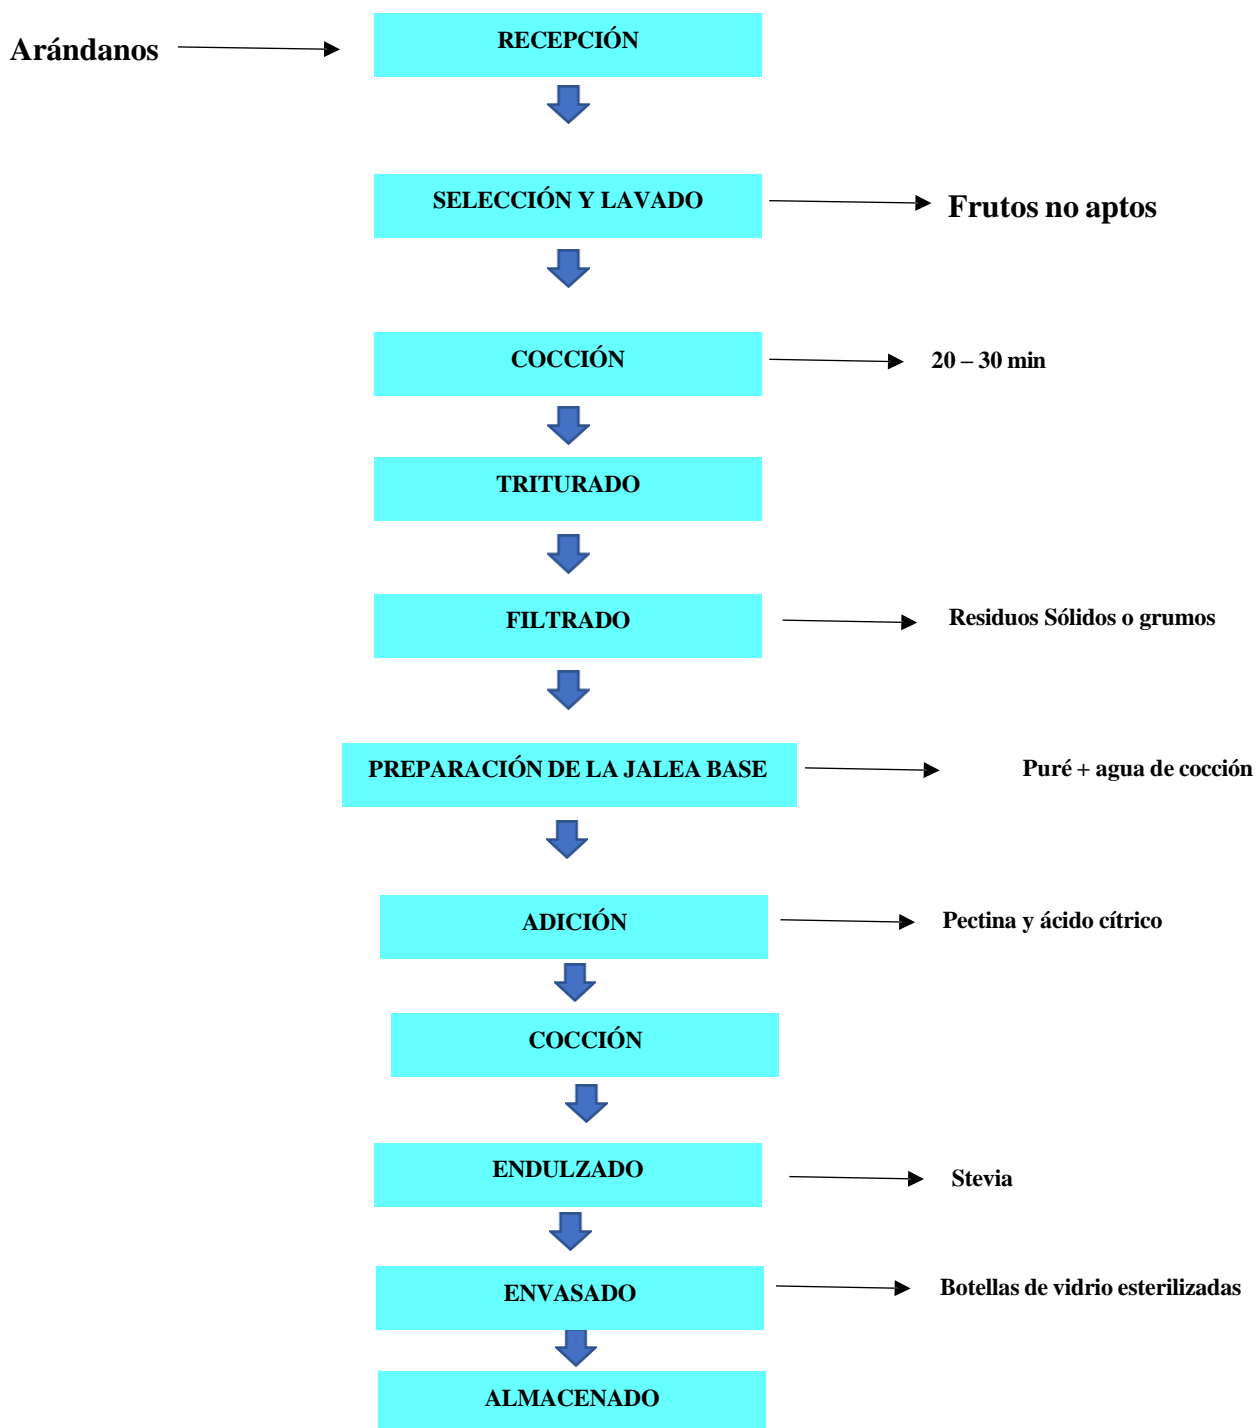 Arándanos
RECEPCIÓN
SELECCIÓN Y LAVADO
Frutos no aptos
COCCIÓN
20 – 30 min
TRITURADO
FILTRADO
Residuos Sólidos o grumos
PREPARACIÓN DE LA JALEA BASE
Puré + agua de cocción
ADICIÓN
Pectina y ácido cítrico
COCCIÓN
ENDULZADO
Stevia
ENVASADO
Botellas de vidrio esterilizadas
ALMACENADO